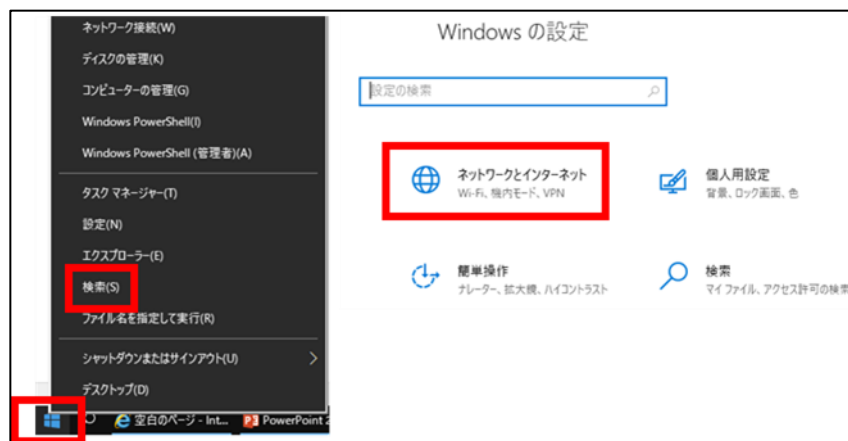 ネットワーク接続(W)
ディスクの管理(K)
コンピューターの管理(G)
Windows PowerShell(I)
Windows PowerShell (管理者)(A)
タスク マネージャー(T)
設定(N)
エクスプローラー(E)
検索(S)
ファイル名を指定して実行(R)
シャットダウンまたはサインアウト(U)
デスクトップ(D)
空白のページ - Int...
PowerPoint 2
Windows の設定
設定の検索
ネットワークとインターネット
Wi-Fi、機内モード、VPN
個人用設定
背景、ロック画面、色
簡単操作
ナレーター、拡大鏡、ハイコントラスト
検索
マイ ファイル、アクセス許可の検索